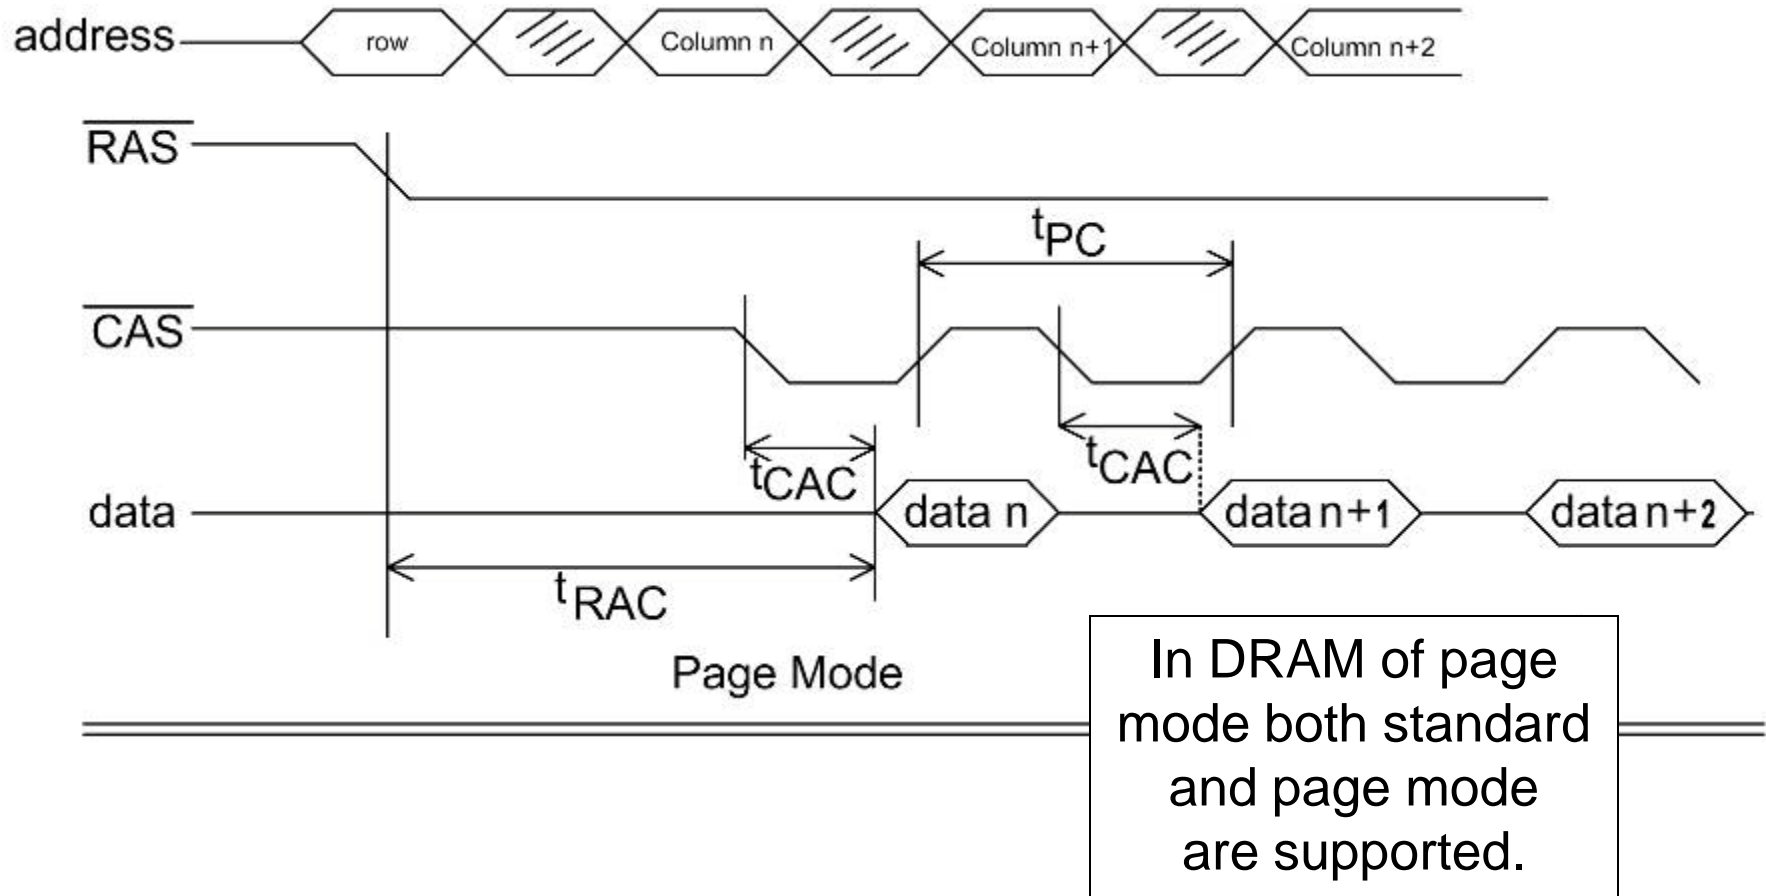 address
row
Column n
Column n+1
Column n+2
RAS
tPC
CAS
tCAC
tCAC
data
data n
data n+1
data n+2
tRAC
Page Mode
In DRAM of page
mode both standard
and page mode
are supported.